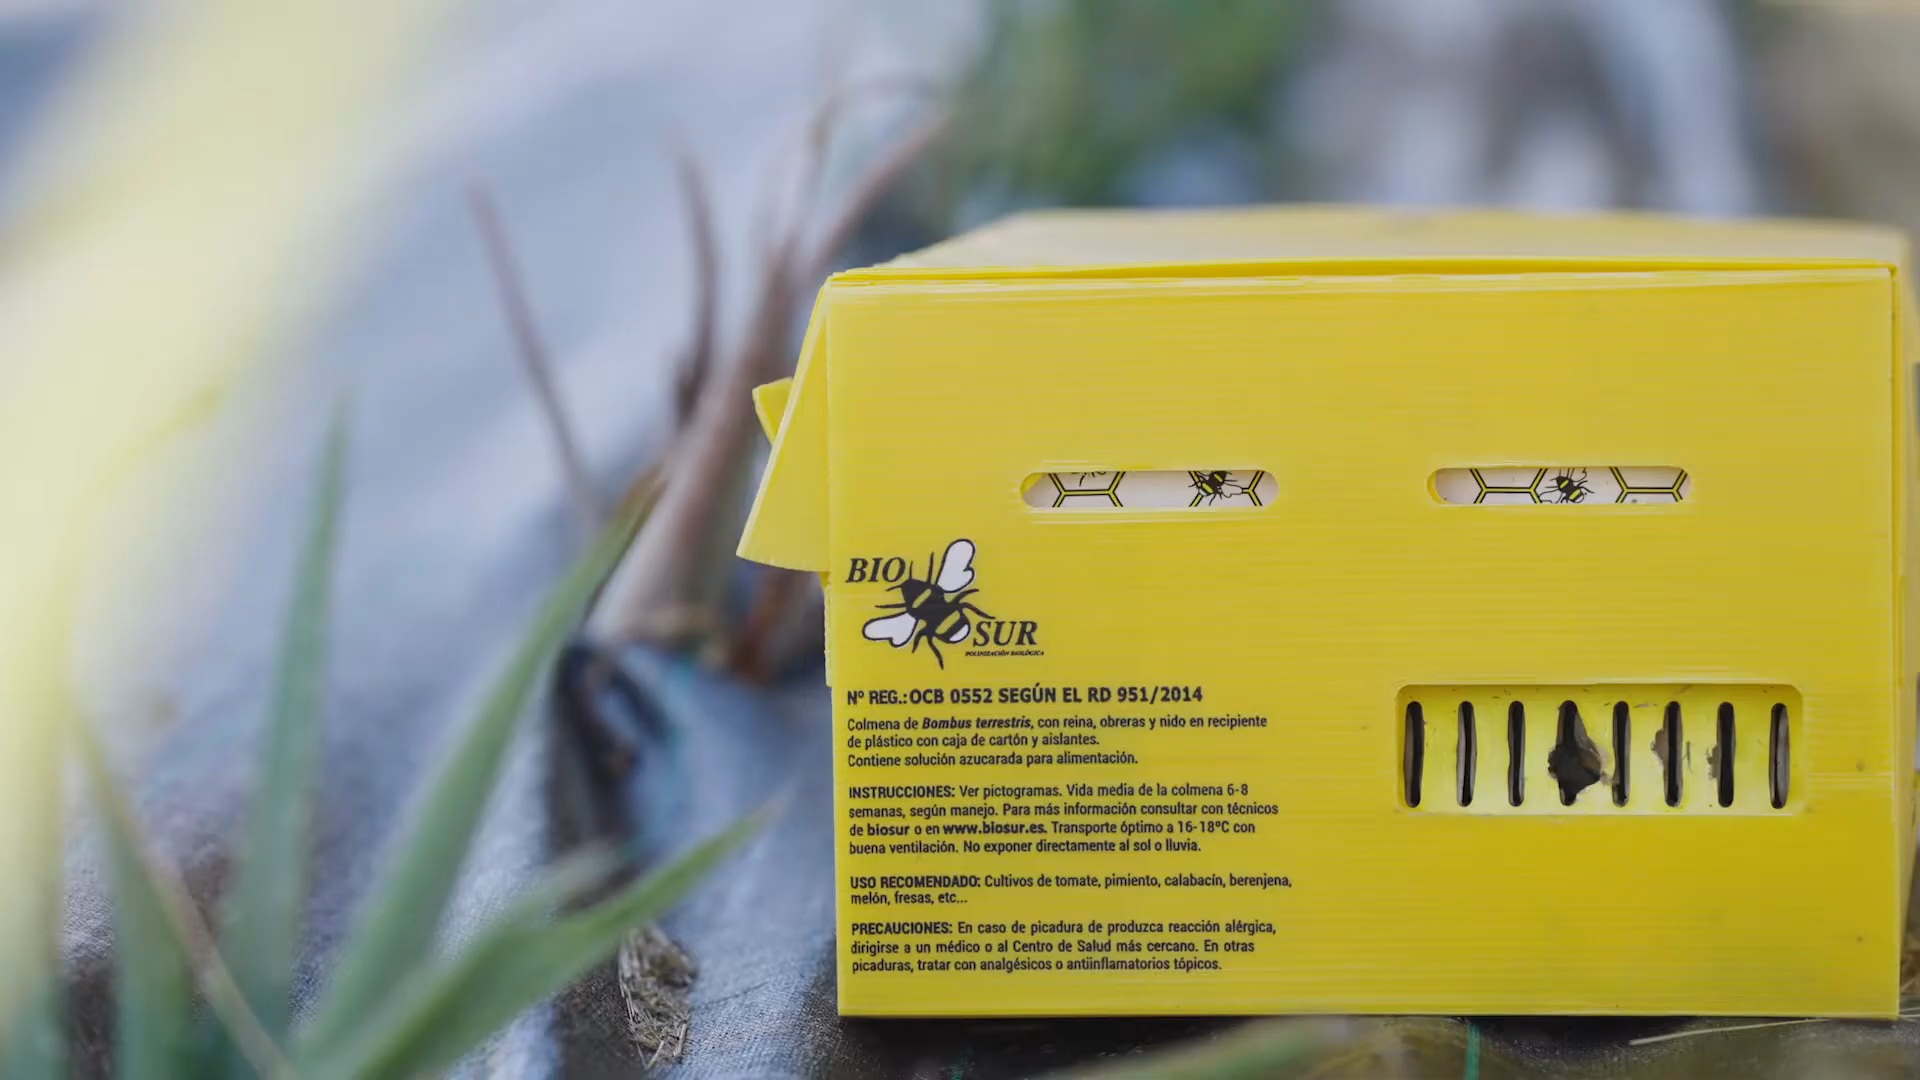 BIO
SUR
POLINIZACIÓN BIOLÓGICA
Nº REG.: OCB 0552 SEGÚN EL RD 951/2014
Colmena de Bombus terrestris, con reina, obreras y nido en recipiente
de plástico con caja de cartón y aislantes.
Contiene solución azucarada para alimentación.
INSTRUCCIONES: Ver pictogramas. Vida media de la colmena 6-8
semanas, según manejo. Para más información consultar con técnicos
de biosur o en www.biosur.es. Transporte óptimo a 16-18ºC con
buena ventilación. No exponer directamente al sol o lluvia.
USO RECOMENDADO: Cultivos de tomate, pimiento, calabacín, berenjena,
melón, fresas, etc...
PRECAUCIONES: En caso de picadura de produzca reacción alérgica,
dirigirse a un médico o al Centro de Salud más cercano. En otras
picaduras, tratar con analgésicos o antiinflamatorios tópicos.